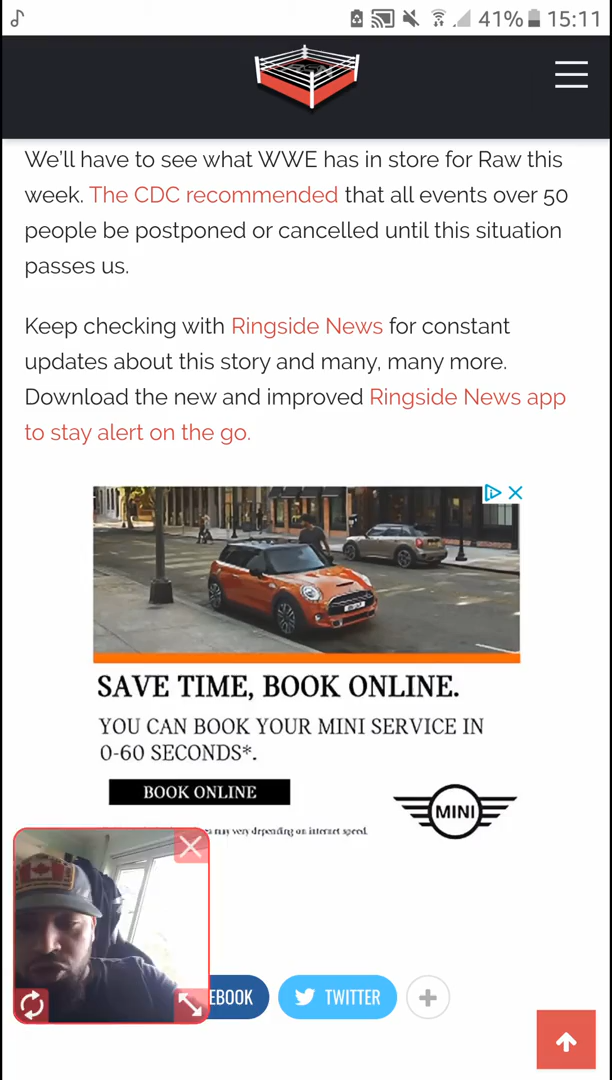 41% 15:11
We'll have to see what WWE has in store for Raw this
week. The CDC recommended that all events over 50
people be postponed or cancelled until this situation
passes us.
Keep checking with Ringside News for constant
updates about this story and many, many more.
Download the new and improved Ringside News app
to stay alert on the go.
SAVE TIME, BOOK ONLINE.
YOU CAN BOOK YOUR MINI SERVICE IN
0-60 SECONDS*.
BOOK ONLINE
MINI
may very depending on internet speed.
EBOOK TWITTER